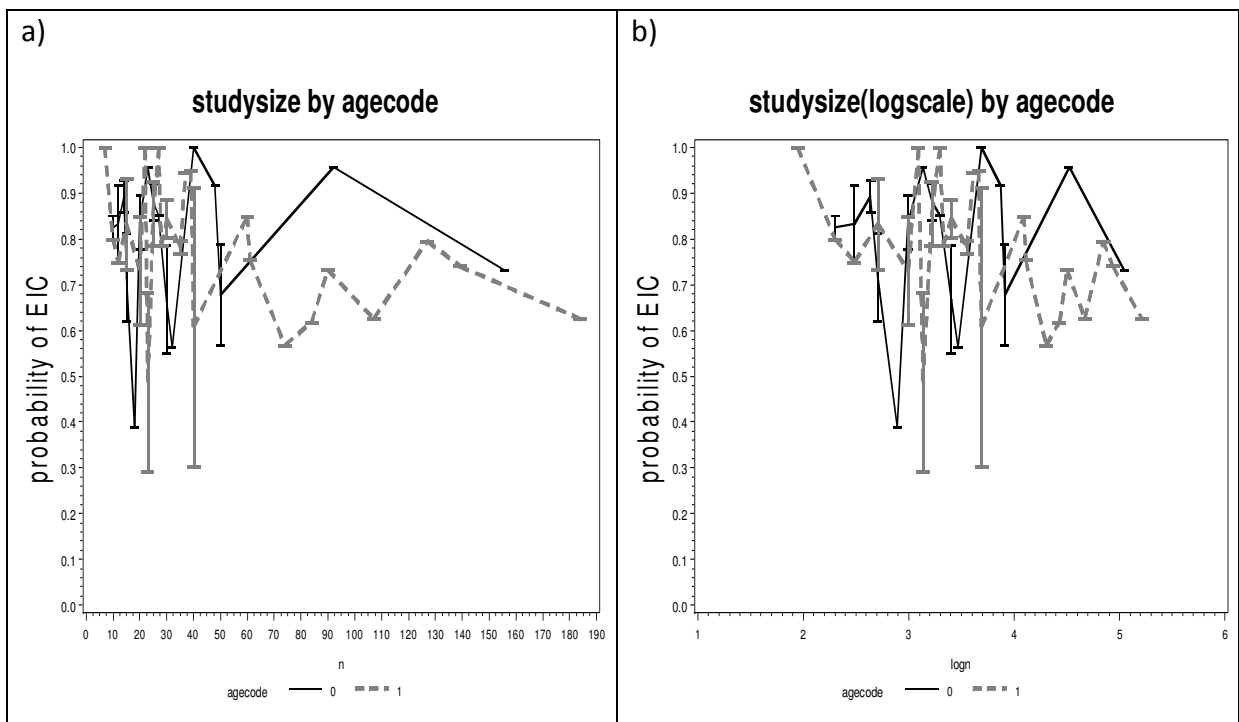 a)
studysize by agecode
probability of EIC
1.0
0.9
0.8
0.7
0.6
0.5
0.4
0.3
0.2
0.1
0.0
0 10 20 30 40 50 60 70 80 90 100 110 120 130 140 150 160 170 180 190
n
agecode 0 1
b)
studysize(logscale) by agecode
probability of EIC
1.0
0.9
0.8
0.7
0.6
0.5
0.4
0.3
0.2
0.1
0.0
1 2 3 4 5 6
logn
agecode 0 1